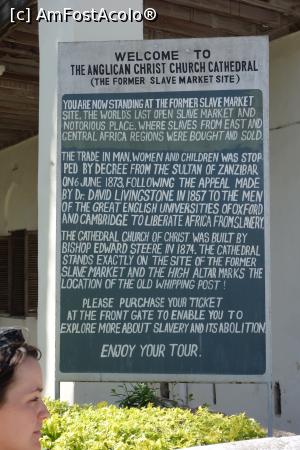 [c] AmFostAcolo®
WELCOME TO
THE ANGLICAN CHRIST CHURCH CATHEDRAL
(THE FORMER SLAVE MARKET SITE)
YOU ARE NOW STANDING AT THE FORMER SLAVE MARKET
SITE, THE WORLDS LAST OPEN SLAVE MARKET AND
NOTORIOUS PLACE, WHERE SLAVES FROM EAST AND
CENTRAL AFRICA REGIONS WERE BOUGHT AND SOLD.
THE TRADE IN MAN, WOMEN AND CHILDREN WAS STOP
PED BY DECREE FROM THE SULTAN OF ZANZIBAR
ON 6 JUNE 1873, FOLLOWING THE APPEAL MADE
BY Dr. DAVID LIVINGSTONE IN 1857 TO THE MEN
OF THE GREAT ENGLISH UNIVERSITIES OF OXFORD
AND CAMBRIDGE TO LIBERATE AFRICA FROM SLAVERY.
THE CATHEDRAL CHURCH OF CHRIST WAS BUILT BY
BISHOP EDWARD STEERE IN 1874. THE CATHEDRAL
STANDS EXACTLY ON THE SITE OF THE FORMER
SLAVE MARKET AND THE HIGH ALTAR MARKS THE
LOCATION OF THE OLD WHIPPING POST!
PLEASE PURCHASE YOUR TICKET
AT THE FRONT GATE TO ENABLE YOU TO
EXPLORE MORE ABOUT SLAVERY AND ITS ABOLITION
ENJOY YOUR TOUR.